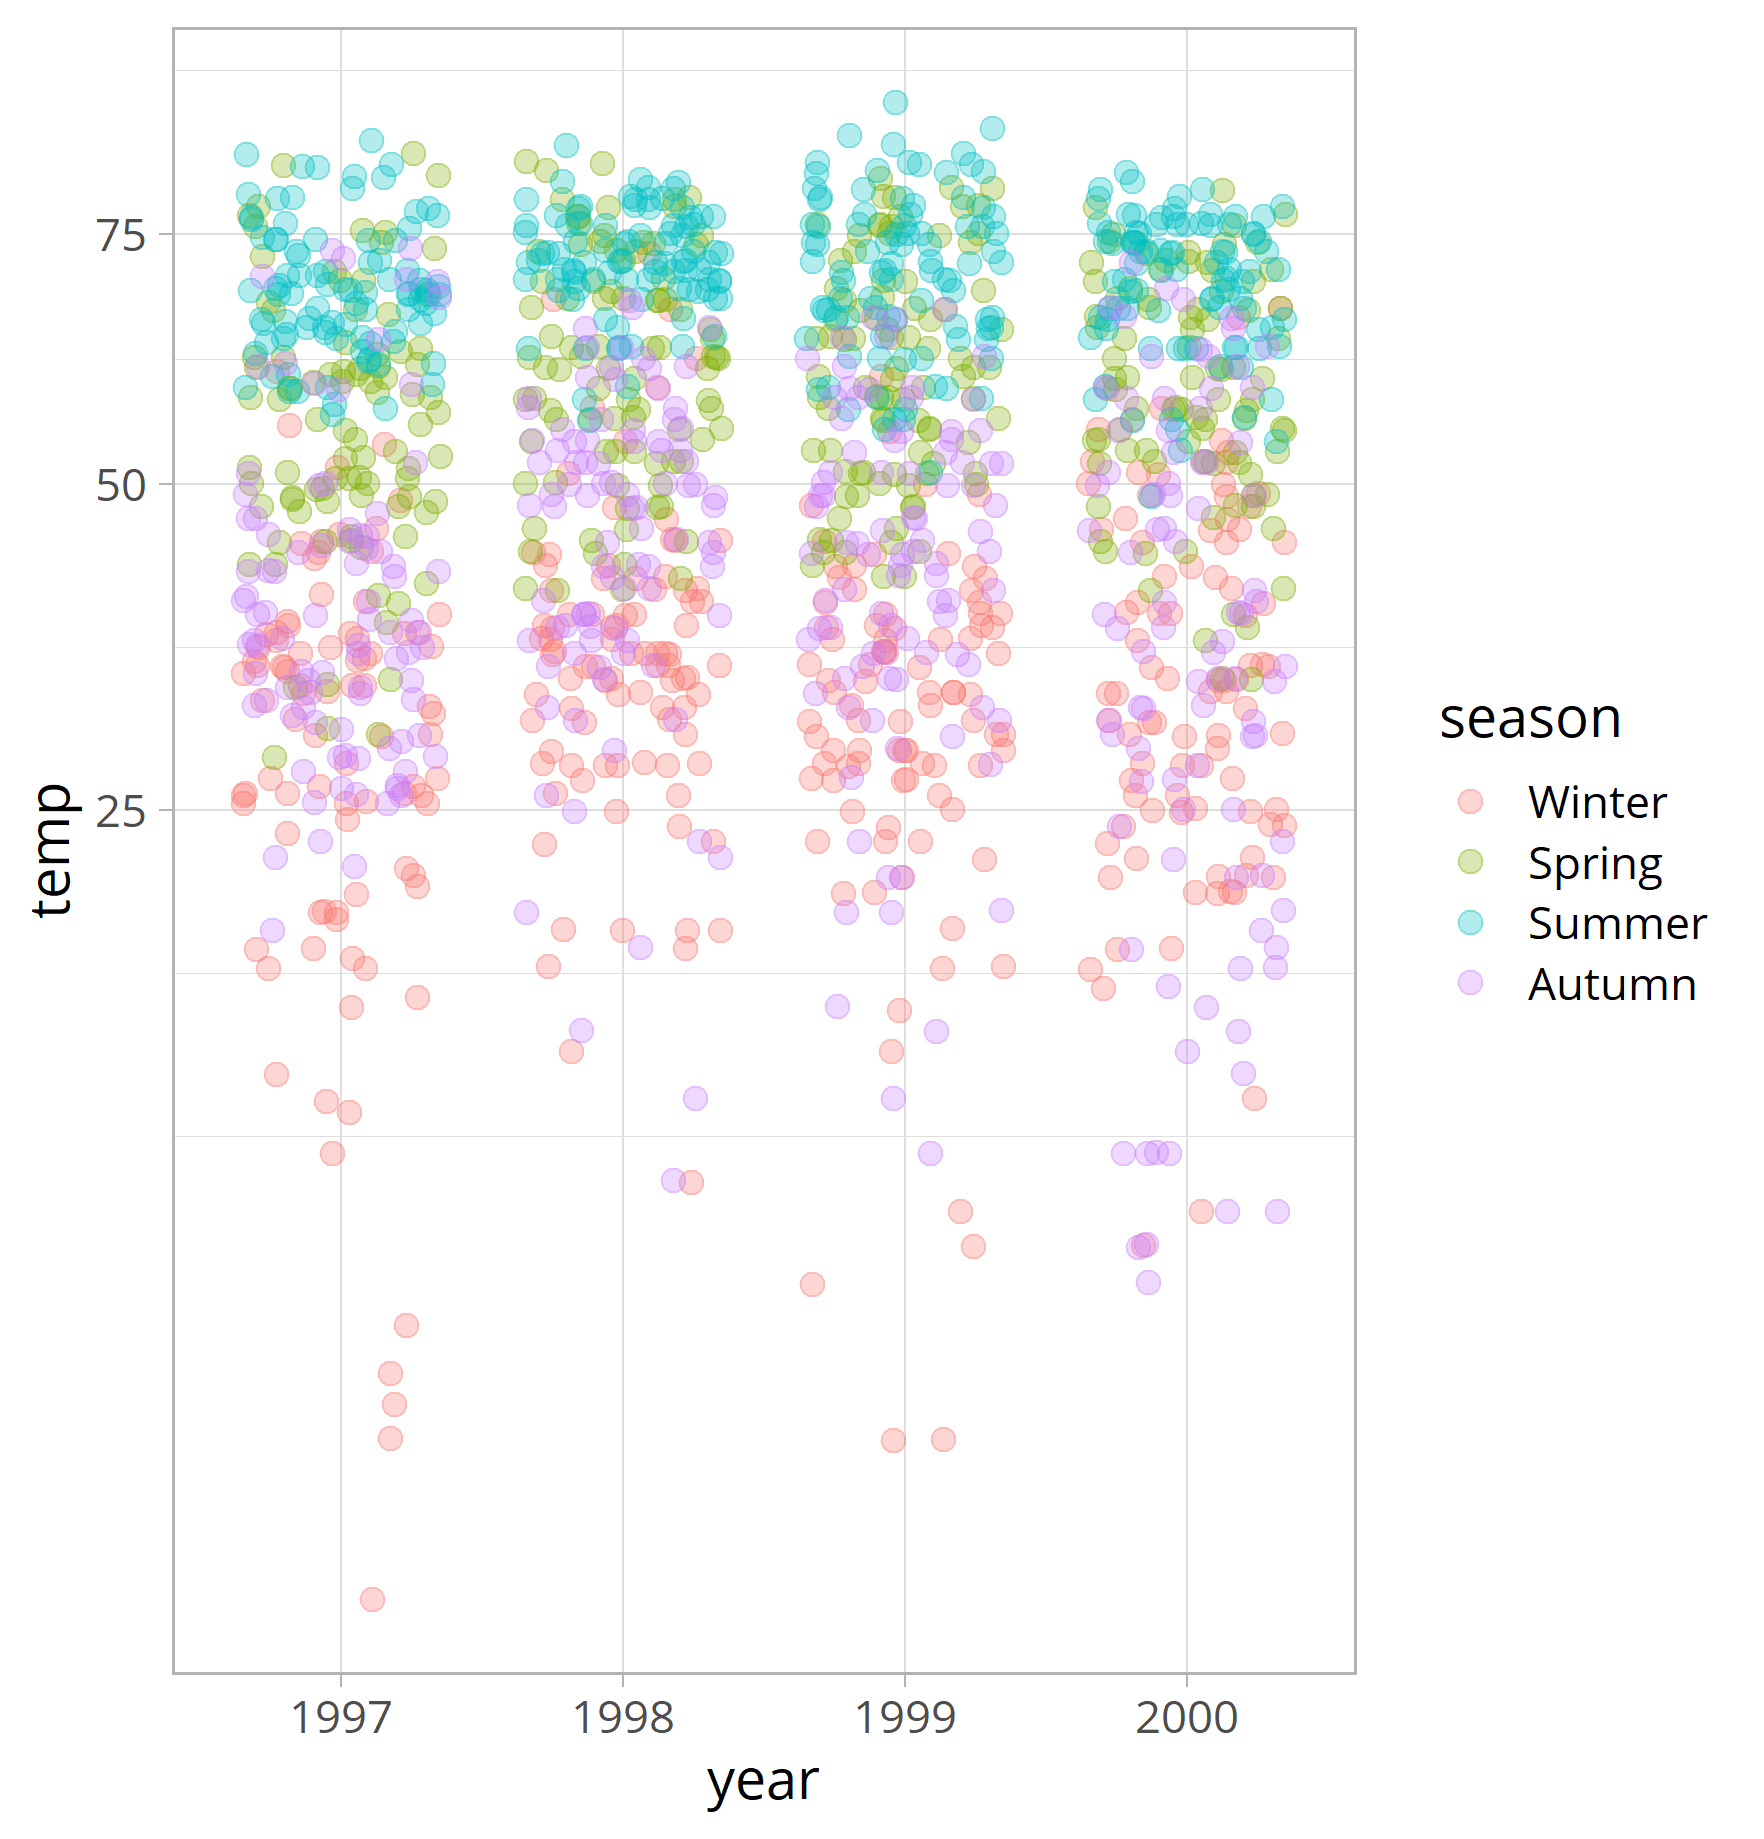 75
50
25
temp
1997
1998
1999
2000
year
season
Winter
Spring
Summer
Autumn